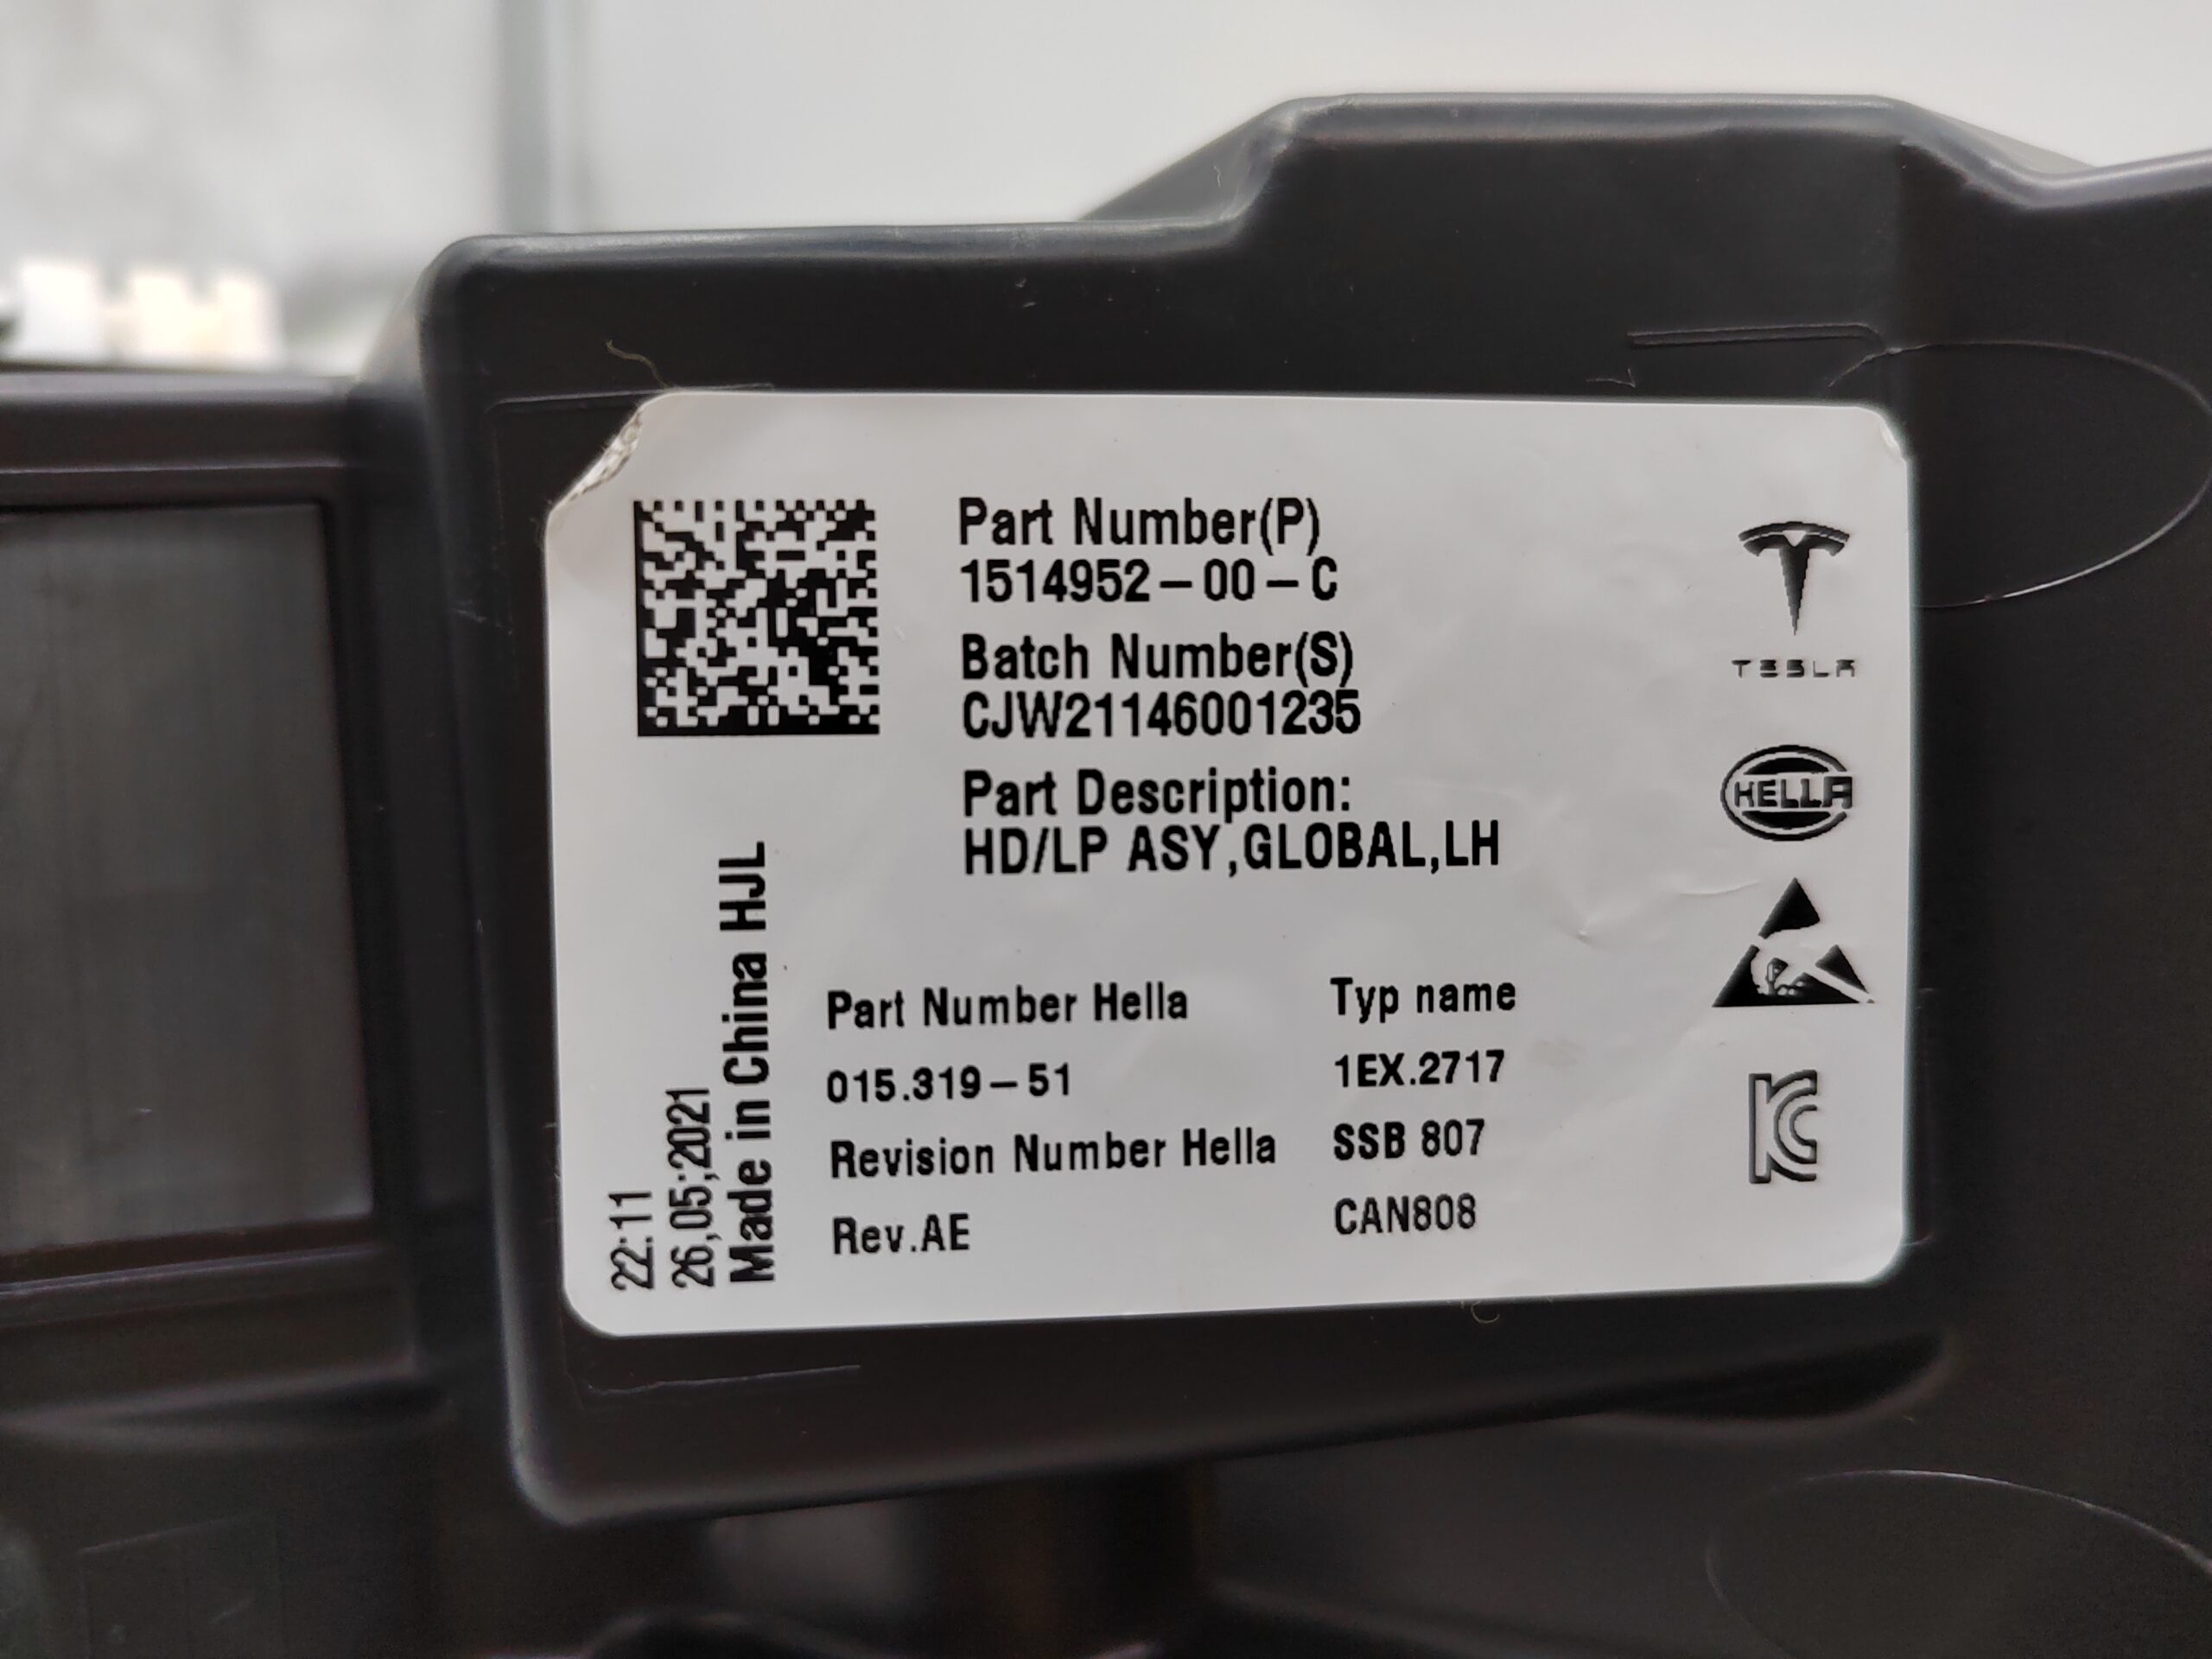 Part Number(P)
1514952-00-C
Batch Number(S)
CJW21146001235
Part Description:
HD/LP ASY,GLOBAL,LH
Part Number Hella
015.319-51
Revision Number Hella
Rev.AE
Typ name
1EX.2717
SSB 807
CAN808
22:11
26,05;2021
Made in China HJL
TESLA
HELLA
KC